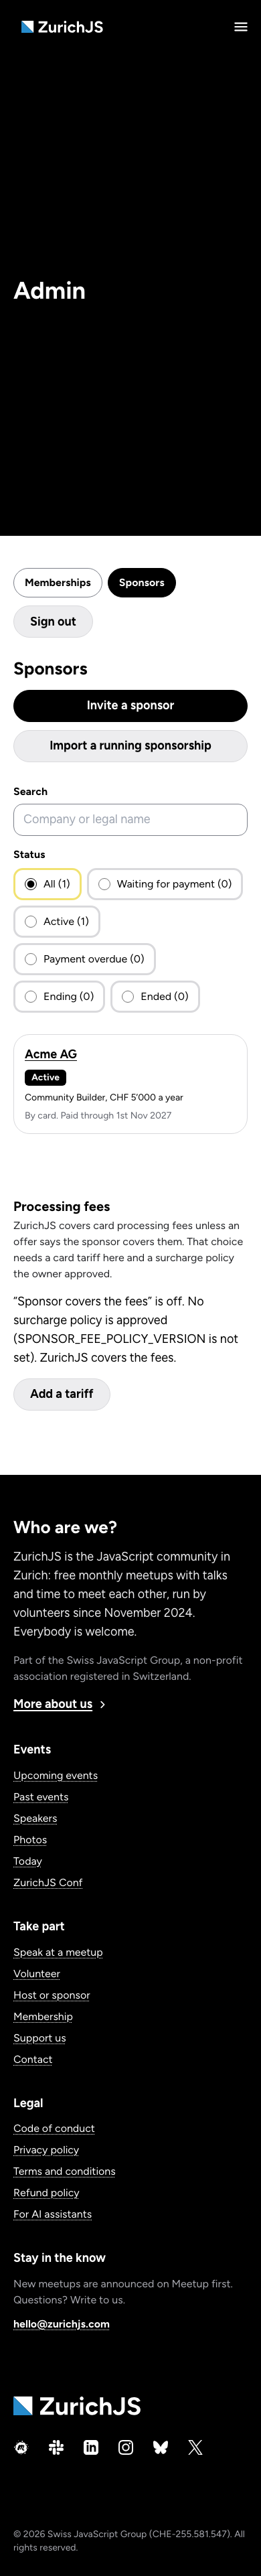 ZurichJS
Admin
Memberships Sponsors
Sign out
Sponsors
Invite a sponsor
Import a running sponsorship
Search
Company or legal name
Status
All (1) Waiting for payment (0)
Active (1)
Payment overdue (0)
Ending (0) Ended (0)
Acme AG
Active
Community Builder, CHF 5’000 a year
By card. Paid through 1st Nov 2027
Processing fees
ZurichJS covers card processing fees unless an
offer says the sponsor covers them. That choice
needs a card tariff here and a surcharge policy
the owner approved.
“Sponsor covers the fees” is off. No
surcharge policy is approved
(SPONSOR_FEE_POLICY_VERSION is not
set). ZurichJS covers the fees.
Add a tariff
Who are we?
ZurichJS is the JavaScript community in
Zurich: free monthly meetups with talks
and time to meet each other, run by
volunteers since November 2024.
Everybody is welcome.
Part of the Swiss JavaScript Group, a non-profit
association registered in Switzerland.
More about us
Events
Upcoming events
Past events
Speakers
Photos
Today
ZurichJS Conf
Take part
Speak at a meetup
Volunteer
Host or sponsor
Membership
Support us
Contact
Legal
Code of conduct
Privacy policy
Terms and conditions
Refund policy
For AI assistants
Stay in the know
New meetups are announced on Meetup first.
Questions? Write to us.
hello@zurichjs.com
ZurichJS
© 2026 Swiss JavaScript Group (CHE-255.581.547). All
rights reserved.